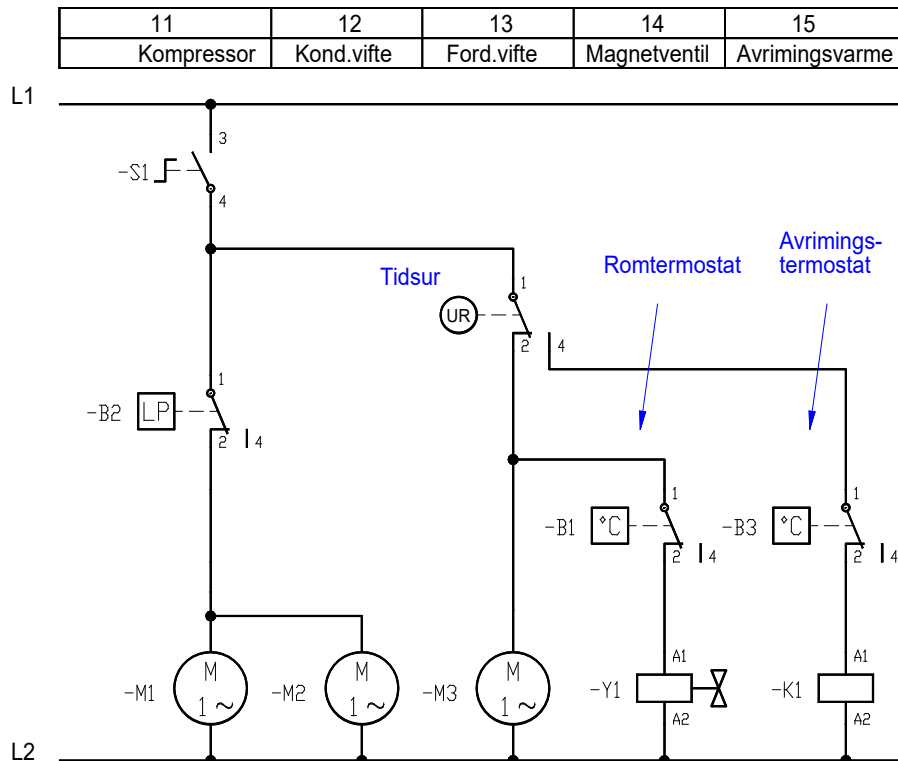 11 12 13 14 15
Kompressor Kond.vifte Ford.vifte Magnetventil Avrimingsvarme
L1
3
-S1
4
Tidsur
Romtermostat
Avrimings-
termostat
1
UR
2 4
1
-B2 LP
2 4
1 1
-B1 °C -B3 °C
2 4 2 4
M M M A1 A1
-M1 -M2 -M3 -Y1 -K1
1 ~ 1 ~ 1 ~
A2 A2
L2